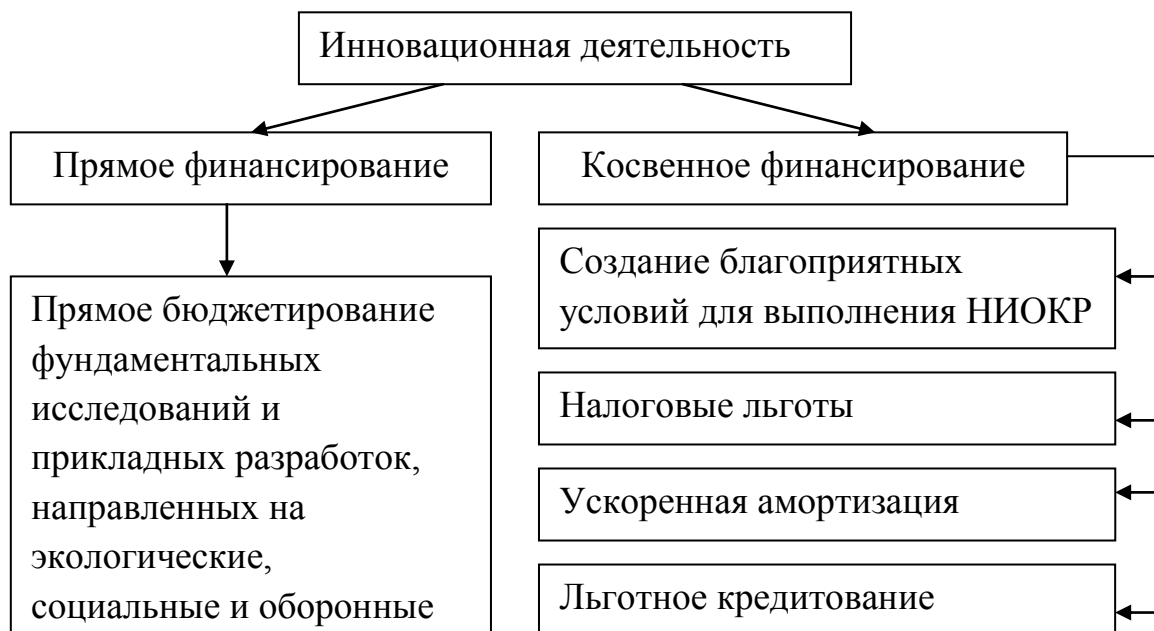 Инновационная деятельность
Прямое финансирование
Косвенное финансирование
Прямое бюджетирование
фундаментальных
исследований и
прикладных разработок,
направленных на
экологические,
социальные и оборонные
Создание благоприятных
условий для выполнения НИОКР
Налоговые льготы
Ускоренная амортизация
Льготное кредитование